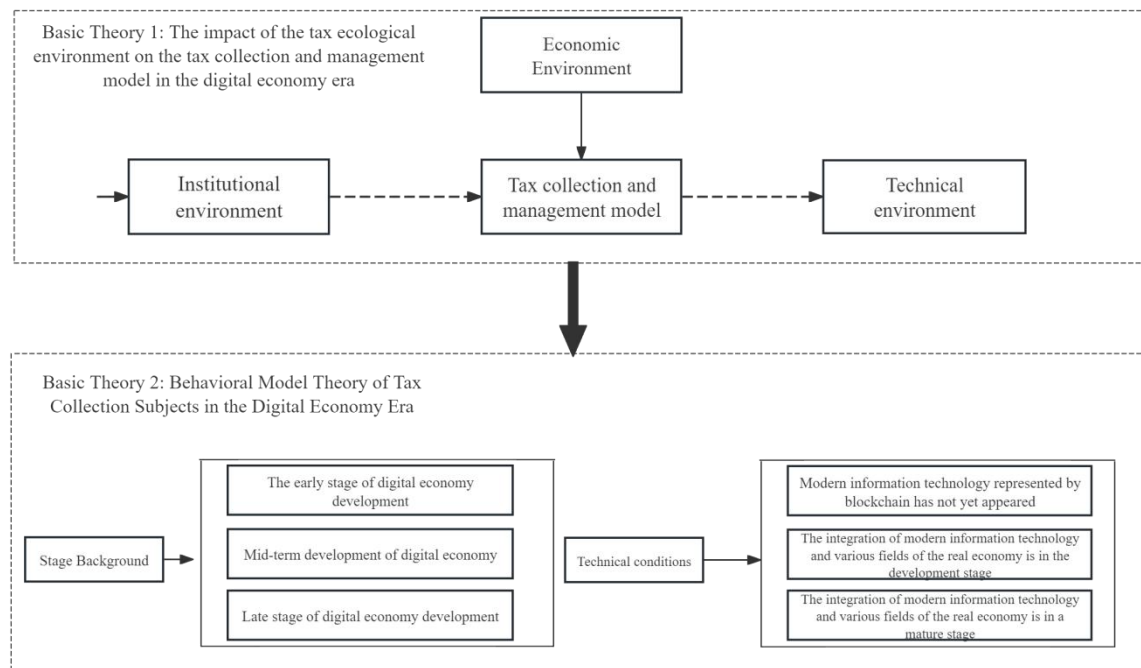 Basic Theory 1: The impact of the tax ecological
environment on the tax collection and management
model in the digital economy era
Economic
Environment
Institutional
environment
Tax collection and
management model
Technical
environment
Basic Theory 2: Behavioral Model Theory of Tax
Collection Subjects in the Digital Economy Era
Stage Background
The early stage of digital economy
development
Mid-term development of digital economy
Late stage of digital economy development
Technical conditions
Modern information technology represented by
blockchain has not yet appeared
The integration of modern information technology
and various fields of the real economy is in the
development stage
The integration of modern information technology
and various fields of the real economy is in a
mature stage